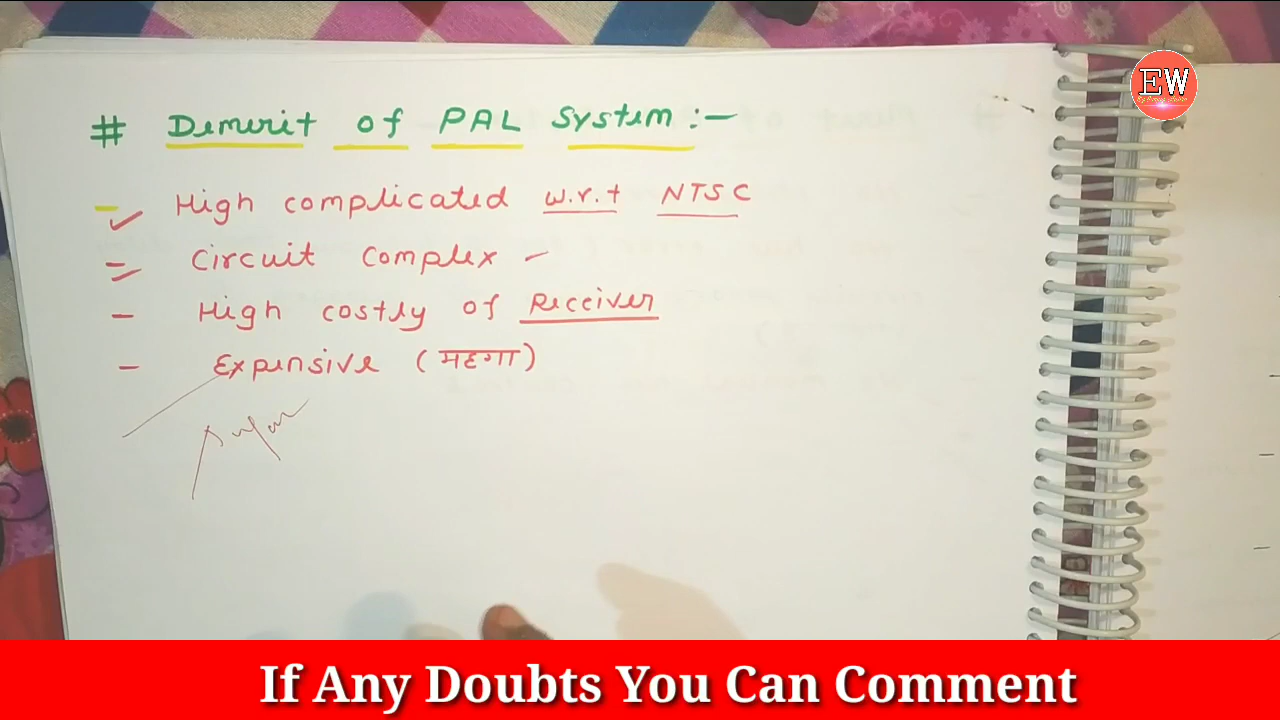 # Demerit of PAL System :-
EW
- High complicated w.r.t NTSC
- Circuit complex -
- High costly of Receiver
- Expensive (महगा)
If Any Doubts You Can Comment